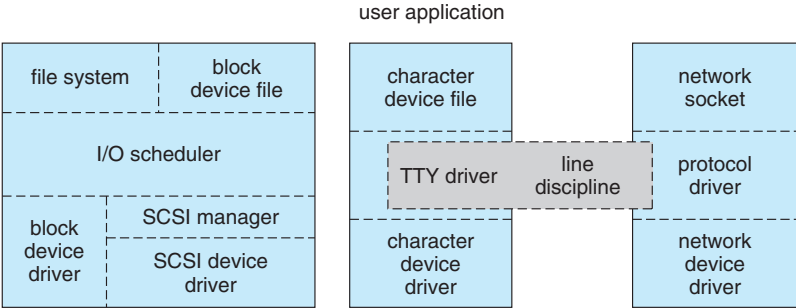 user application
file system
block
device file
I/O scheduler
block
device
driver
SCSI manager
SCSI device
driver
character
device file
TTY driver
line
discipline
character
device
driver
network
socket
protocol
driver
network
device
driver